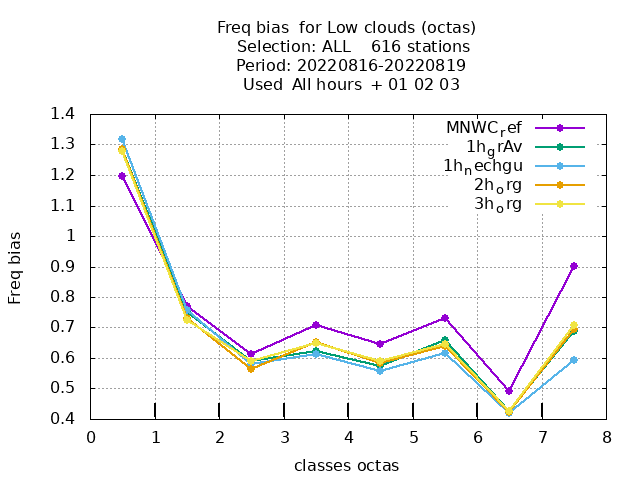 Freq bias  for Low clouds (octas)
Selection: ALL    616 stations
Period: 20220816-20220819
Used  All hours  + 01 02 03
1.4
1.3
1.2
1.1
1
0.9
0.8
0.7
0.6
0.5
0.4
Freq bias
MNWC_ref
1h_grAv
1h_nechgu
2h_org
3h_org
0 1 2 3 4 5 6 7 8
classes octas